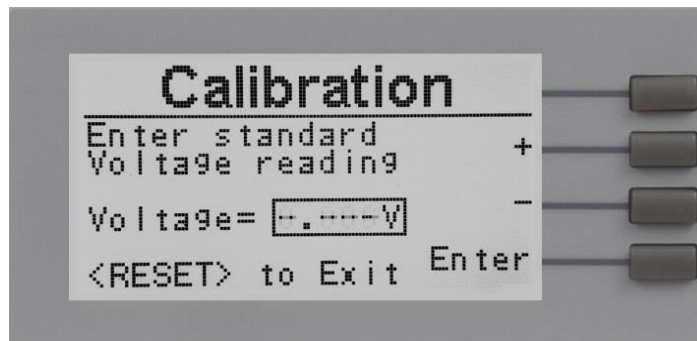 Calibration
Enter standard
Voltage reading
+
Voltage= -.---V
-
<RESET> to Exit
Enter